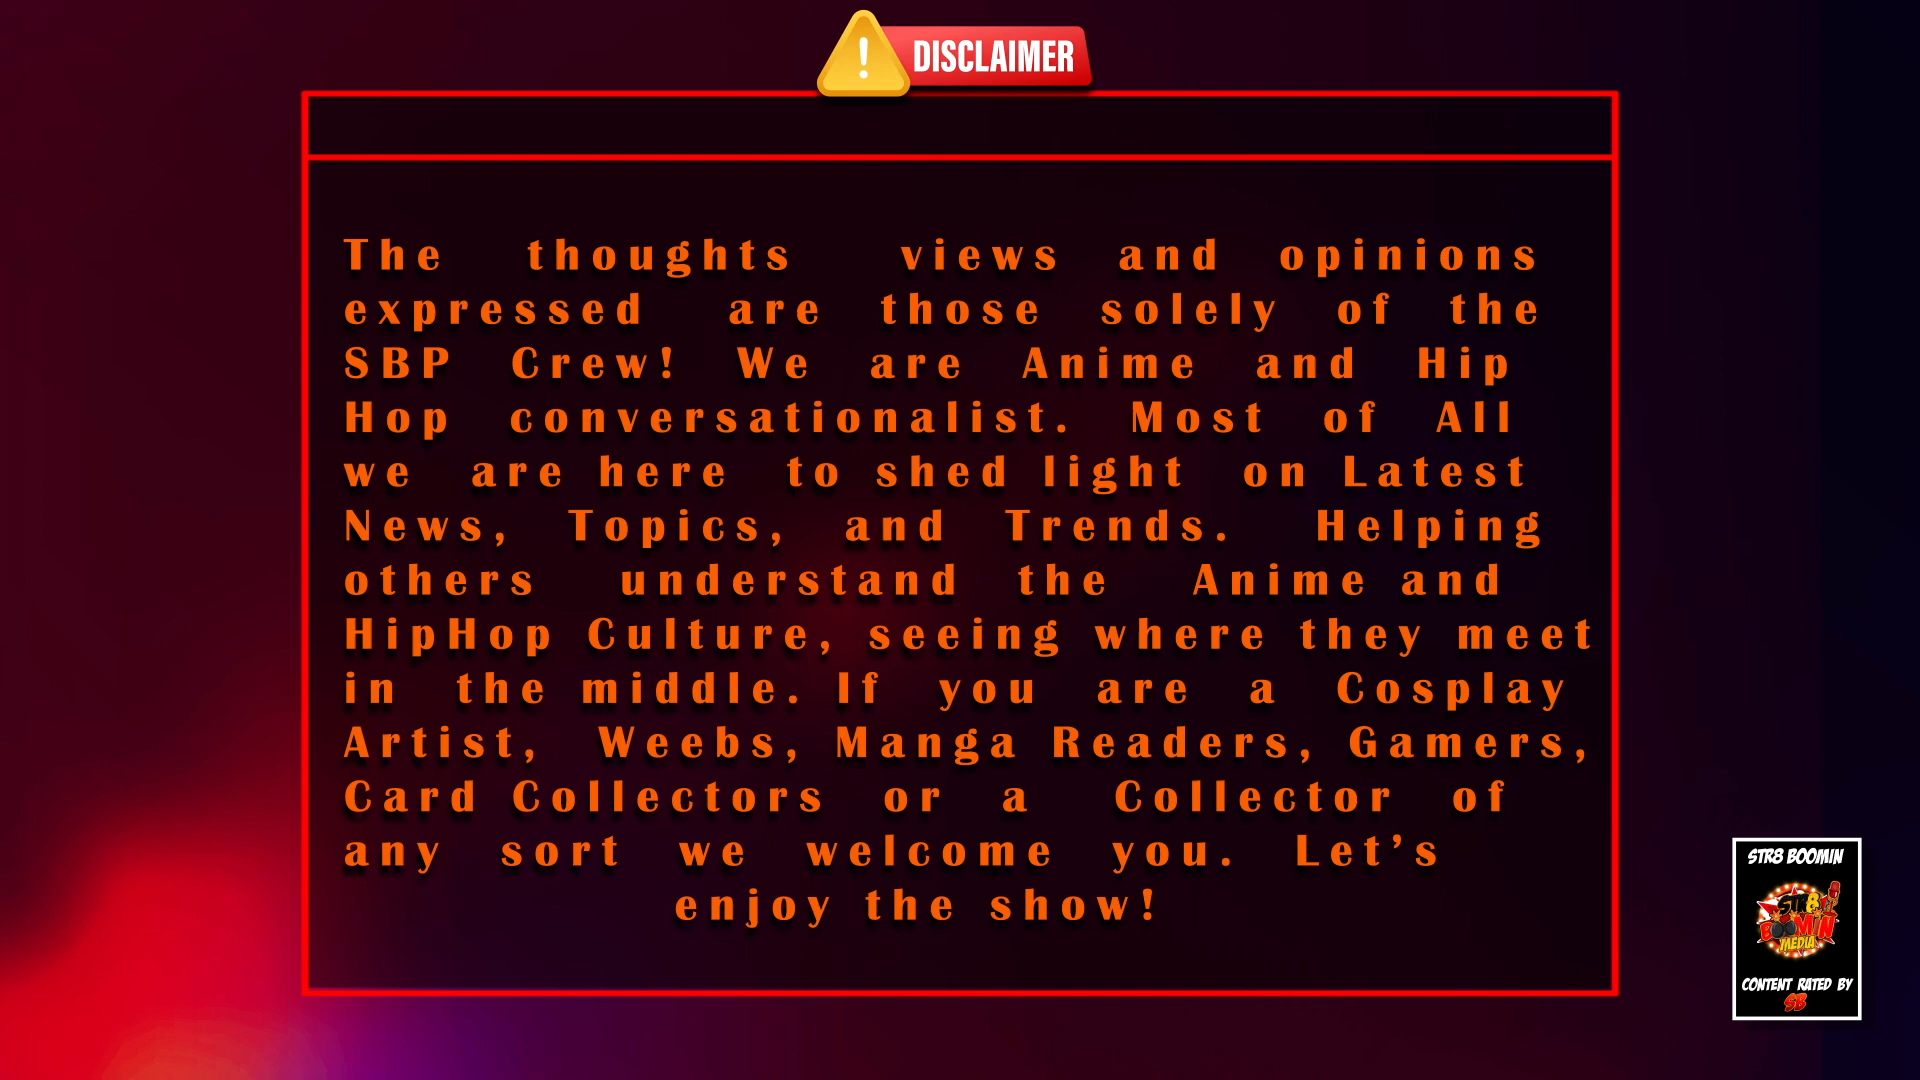 DISCLAIMER
The thoughts views and opinions
expressed are those solely of the
SBP Crew! We are Anime and Hip
Hop conversationalist. Most of All
we are here to shed light on Latest
News, Topics, and Trends. Helping
others understand the Anime and
HipHop Culture, seeing where they meet
in the middle. If you are a Cosplay
Artist, Weebs, Manga Readers, Gamers,
Card Collectors or a Collector of
any sort we welcome you. Let’s
enjoy the show!
STR8 BOOMIN
STR8
BOOMIN
MEDIA
CONTENT RATED BY
SB